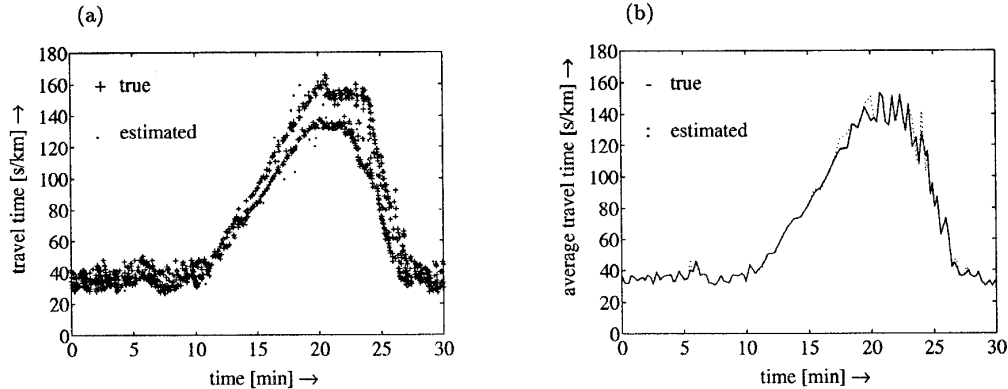 (a)
180
160
140
120
100
80
60
40
20
0
travel time [s/km] →
+ true
· estimated
0 5 10 15 20 25 30
time [min] →
(b)
180
160
140
120
100
80
60
40
20
0
average travel time [s/km] →
- true
: estimated
0 5 10 15 20 25 30
time [min] →